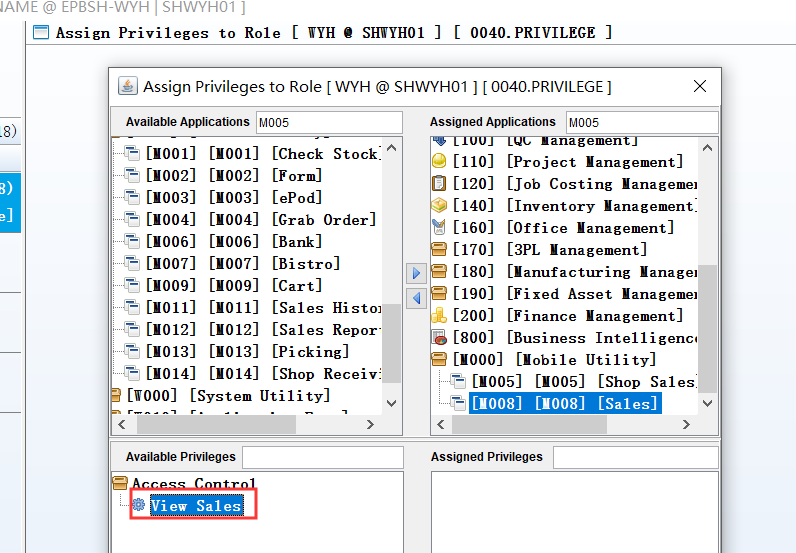 NAME @ EPBSH-WYH | SHWYH01 ]
Assign Privileges to Role [ WYH @ SHWYH01 ] [ 0040.PRIVILEGE ]
Assign Privileges to Role [ WYH @ SHWYH01 ] [ 0040.PRIVILEGE ]
Available Applications M005
[M001] [M001] [Check Stock]
[M002] [M002] [Form]
[M003] [M003] [ePod]
[M004] [M004] [Grab Order]
[M006] [M006] [Bank]
[M007] [M007] [Bistro]
[M009] [M009] [Cart]
[M011] [M011] [Sales Histo
[M012] [M012] [Sales Repor
[M013] [M013] [Picking]
[M014] [M014] [Shop Receivi
[W000] [System Utility]
Assigned Applications M005
[100] [QC Management]
[110] [Project Management]
[120] [Job Costing Managemen
[140] [Inventory Management]
[160] [Office Management]
[170] [3PL Management]
[180] [Manufacturing Managem
[190] [Fixed Asset Managemen
[200] [Finance Management]
[800] [Business Intelligence
[M000] [Mobile Utility]
[M005] [M005] [Shop Sales]
[M008] [M008] [Sales]
Available Privileges
Access Control
View Sales
Assigned Privileges
18)
8)
e]